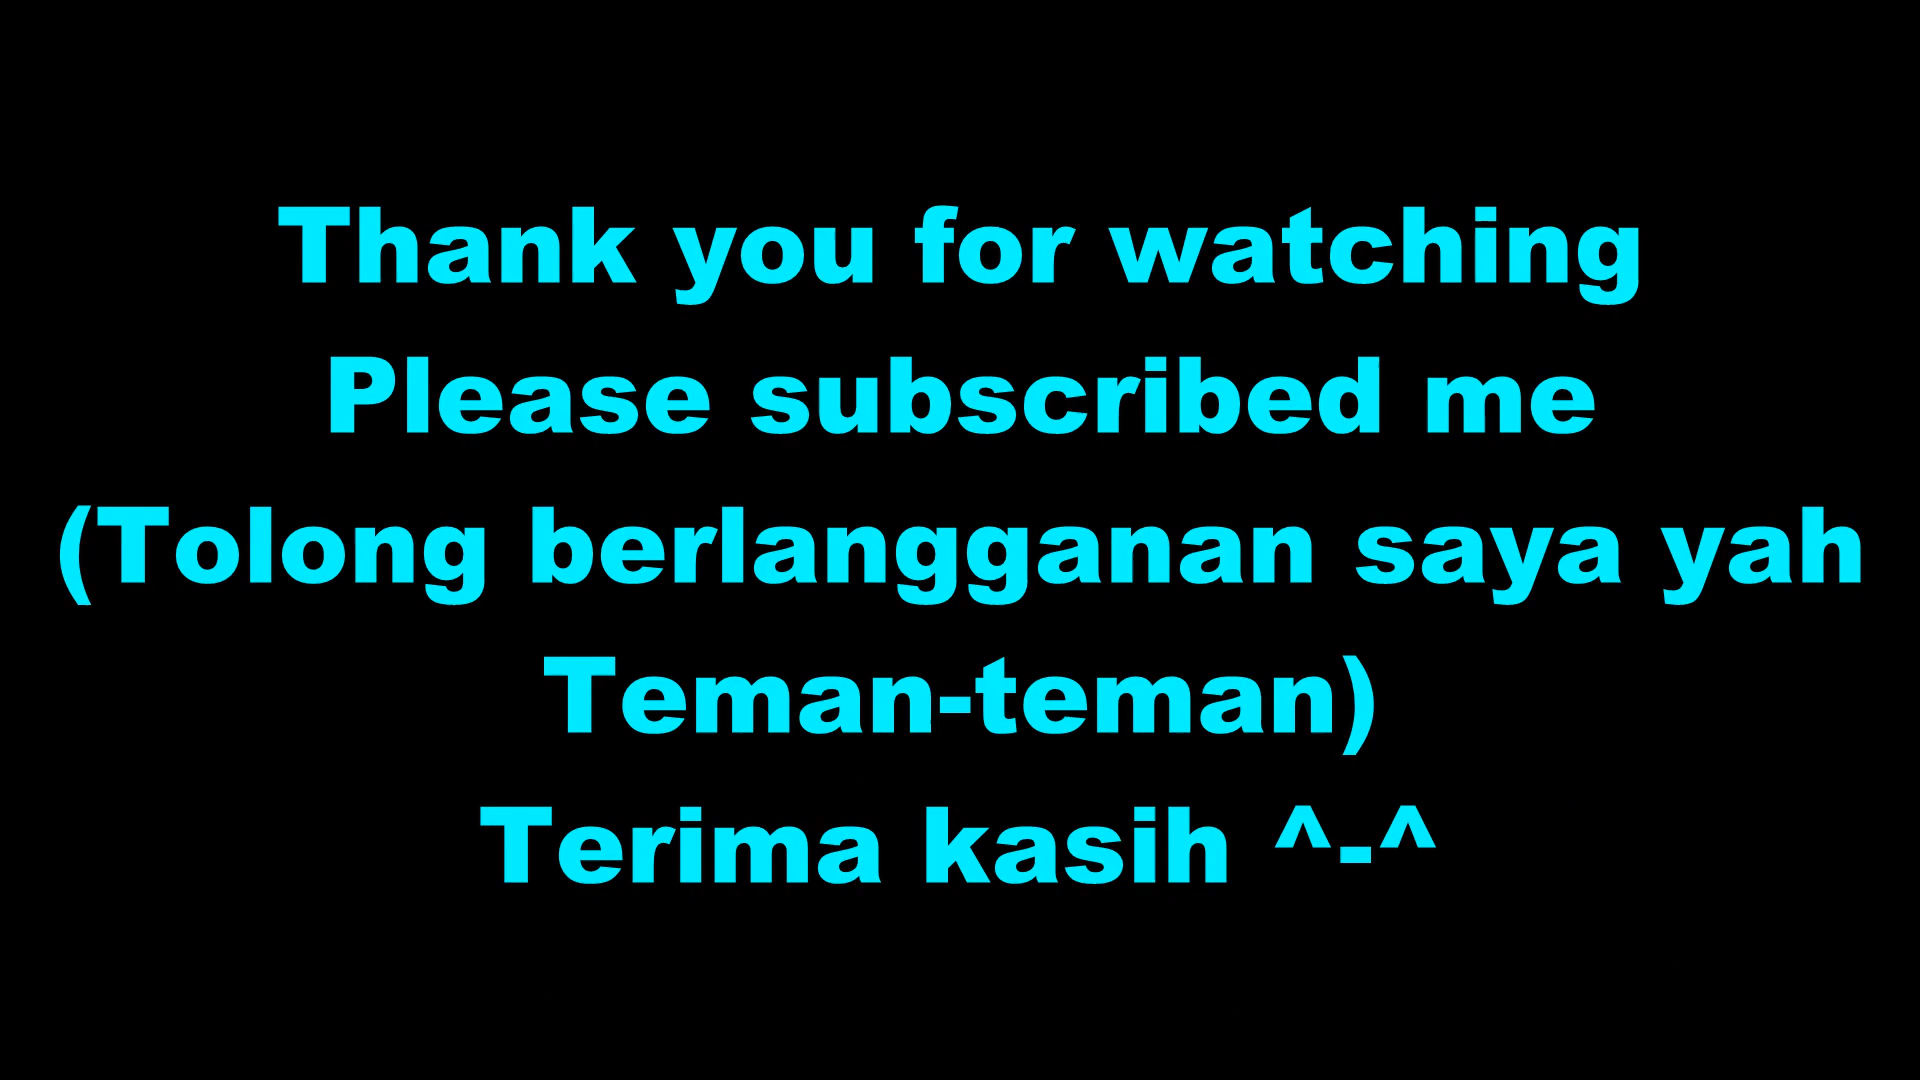 Thank you for watching
Please subscribed me
(Tolong berlangganan saya yah
Teman-teman)
Terima kasih ^-^